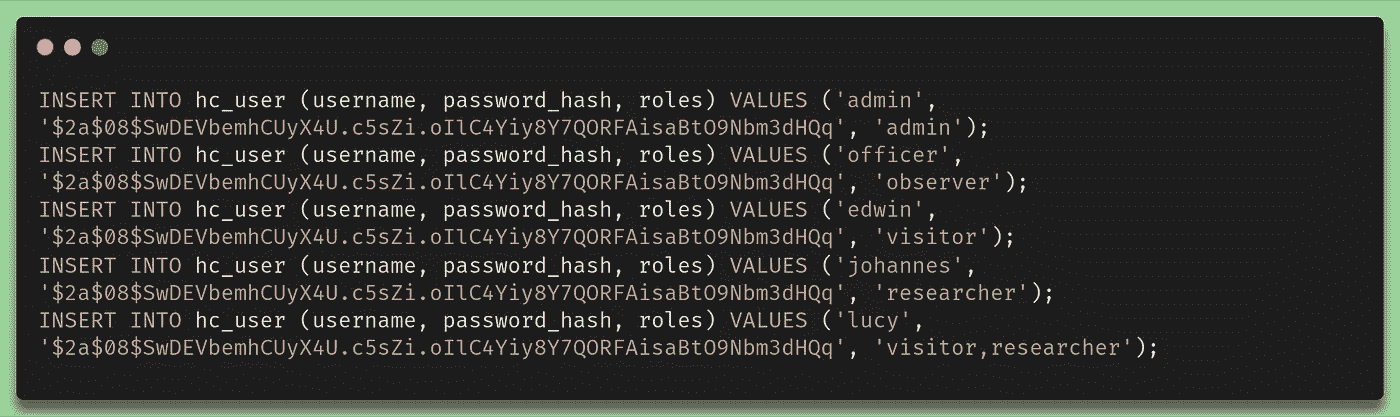 INSERT INTO hc_user (username, password_hash, roles) VALUES ('admin',
'$2a$08$SwDEVbemhCUyX4U.c5sZi.oIlC4Yiy8Y7QORFAisaBtO9Nbm3dHQq', 'admin');
INSERT INTO hc_user (username, password_hash, roles) VALUES ('officer',
'$2a$08$SwDEVbemhCUyX4U.c5sZi.oIlC4Yiy8Y7QORFAisaBtO9Nbm3dHQq', 'observer');
INSERT INTO hc_user (username, password_hash, roles) VALUES ('edwin',
'$2a$08$SwDEVbemhCUyX4U.c5sZi.oIlC4Yiy8Y7QORFAisaBtO9Nbm3dHQq', 'visitor');
INSERT INTO hc_user (username, password_hash, roles) VALUES ('johannes',
'$2a$08$SwDEVbemhCUyX4U.c5sZi.oIlC4Yiy8Y7QORFAisaBtO9Nbm3dHQq', 'researcher');
INSERT INTO hc_user (username, password_hash, roles) VALUES ('lucy',
'$2a$08$SwDEVbemhCUyX4U.c5sZi.oIlC4Yiy8Y7QORFAisaBtO9Nbm3dHQq', 'visitor,researcher');